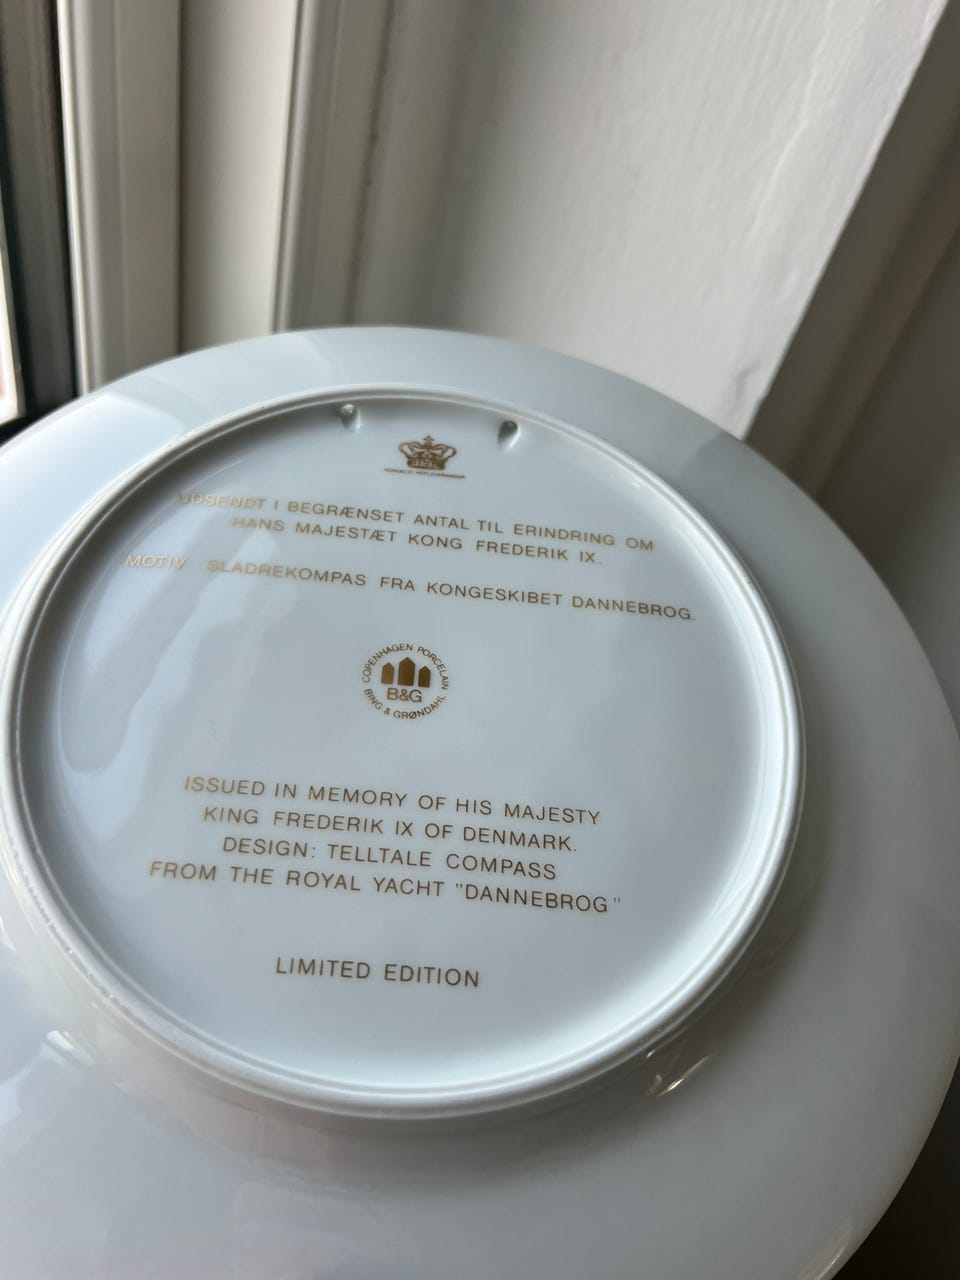 KONGELIG HOFLEVERANDØR
UDSENDT I BEGRÆNSET ANTAL TIL ERINDRING OM
HANS MAJESTÆT KONG FREDERIK IX.
MOTIV SLADREKOMPAS FRA KONGESKIBET DANNEBROG.
COPENHAGEN PORCELAIN
B&G
BING & GRØNDAHL
ISSUED IN MEMORY OF HIS MAJESTY
KING FREDERIK IX OF DENMARK.
DESIGN: TELLTALE COMPASS
FROM THE ROYAL YACHT "DANNEBROG"
LIMITED EDITION